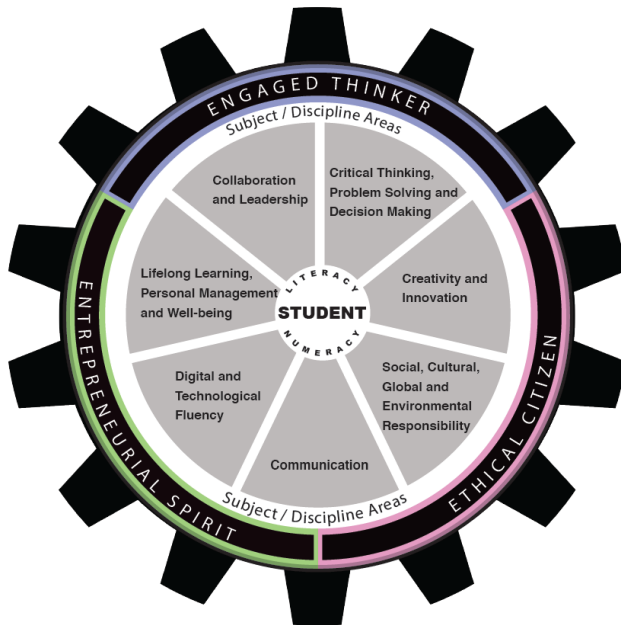 ENGAGED THINKER
Subject / Discipline Areas
Collaboration
and Leadership
Critical Thinking,
Problem Solving and
Decision Making
Lifelong Learning,
Personal Management
and Well-being
Creativity and
Innovation
LITERACY
STUDENT
NUMERACY
Digital and
Technological
Fluency
Social, Cultural,
Global and
Environmental
Responsibility
Communication
Subject / Discipline Areas
ENTREPRENEURIAL SPIRIT
ETHICAL CITIZEN